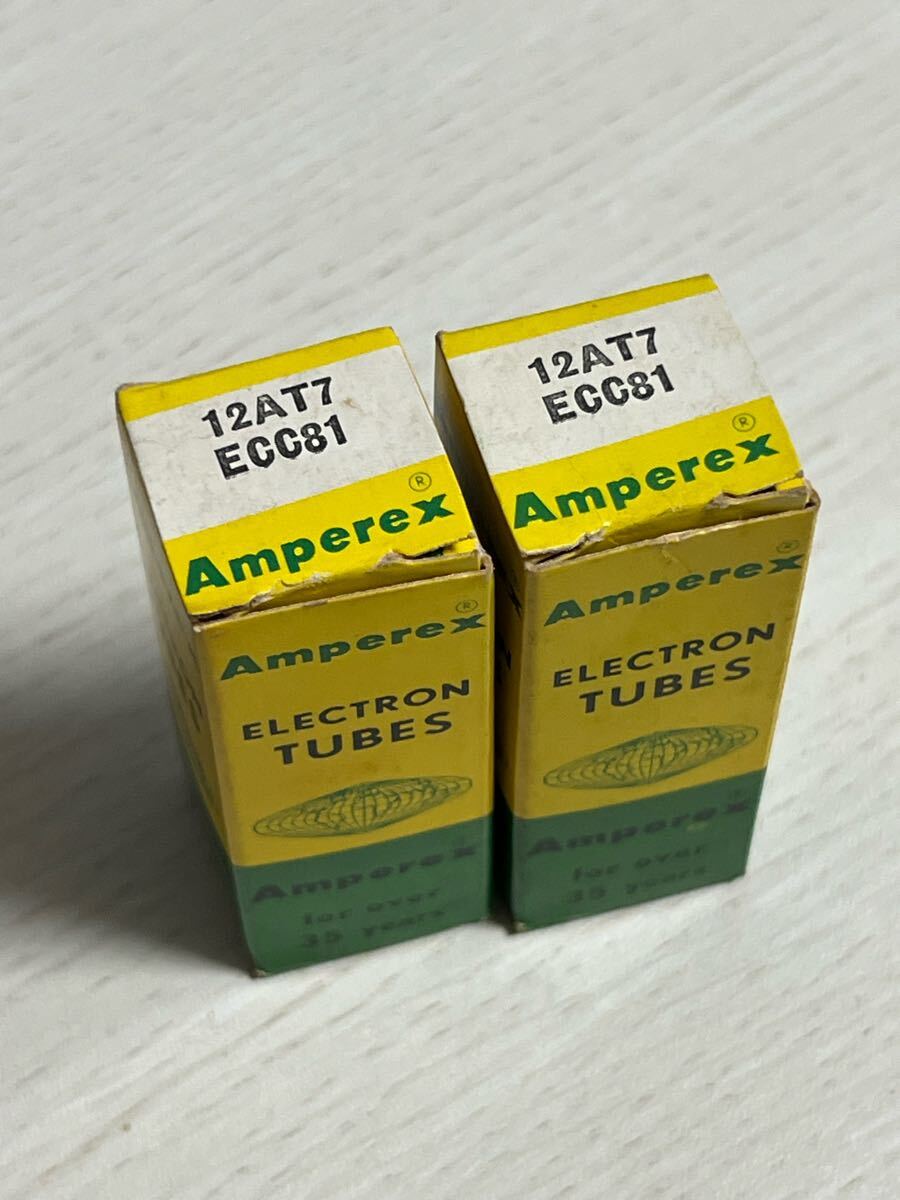 12AT7
ECC81
Amperex®
Amperex®
ELECTRON
TUBES
Amperex
for over
35 years
12AT7
ECC81
Amperex®
Amperex®
ELECTRON
TUBES
Amperex
for over
35 years